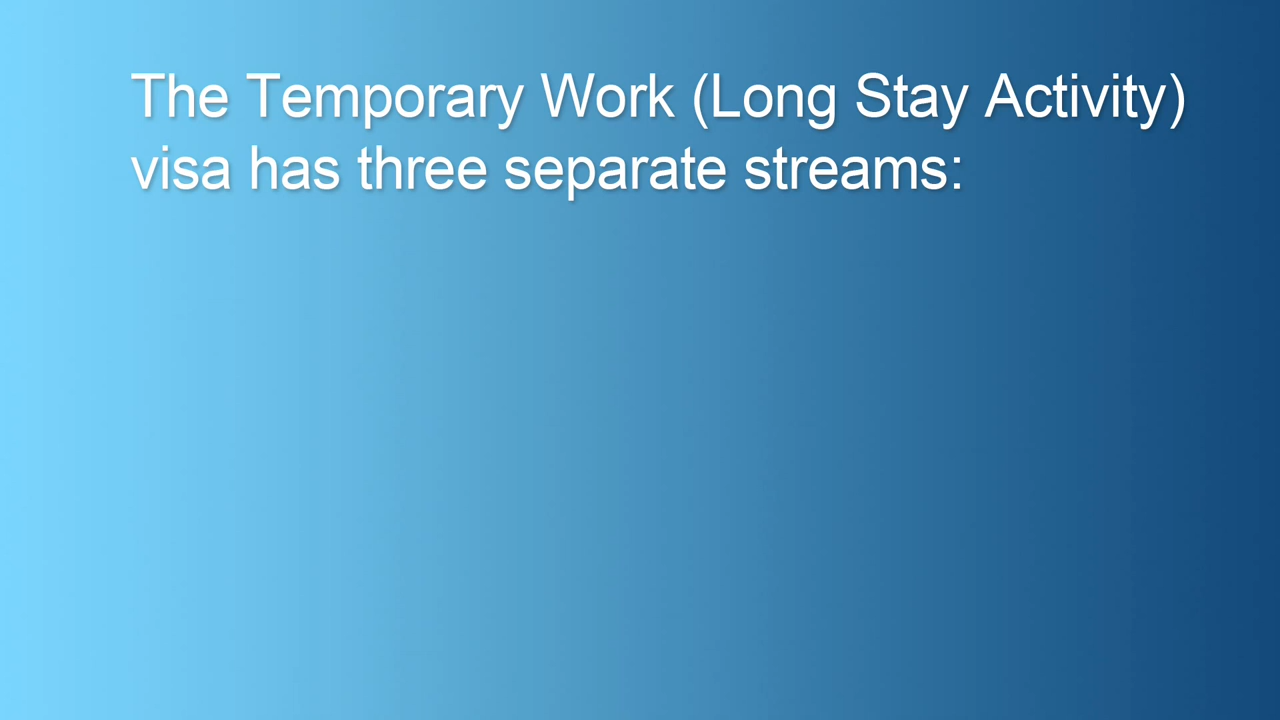 The Temporary Work (Long Stay Activity)
visa has three separate streams: